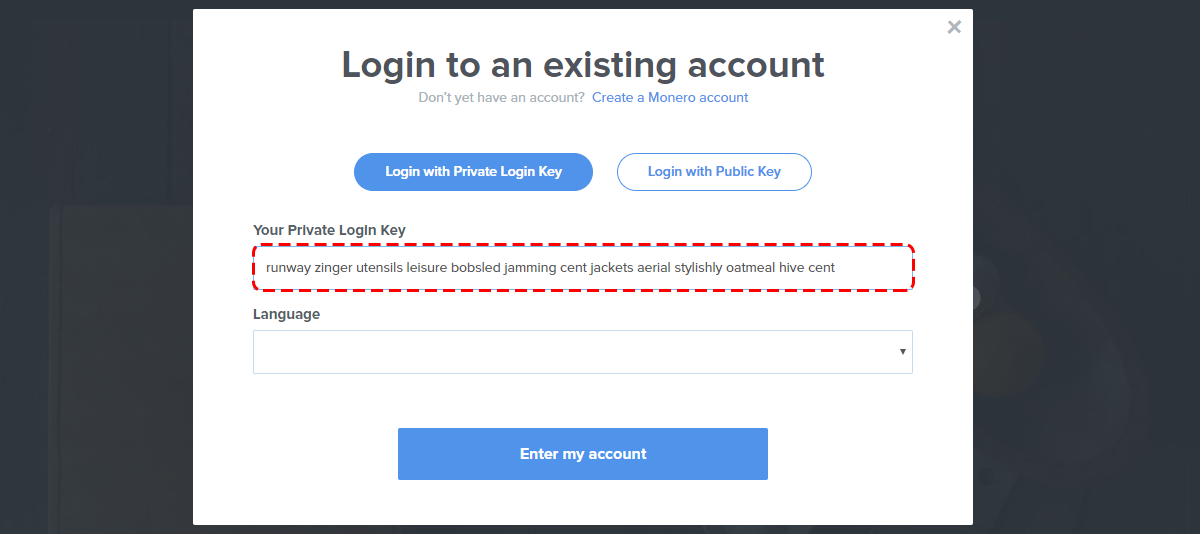 ×
Login to an existing account
Don't yet have an account? Create a Monero account
Login with Private Login Key
Login with Public Key
Your Private Login Key
runway zinger utensils leisure bobsled jamming cent jackets aerial stylishly oatmeal hive cent
Language
Enter my account